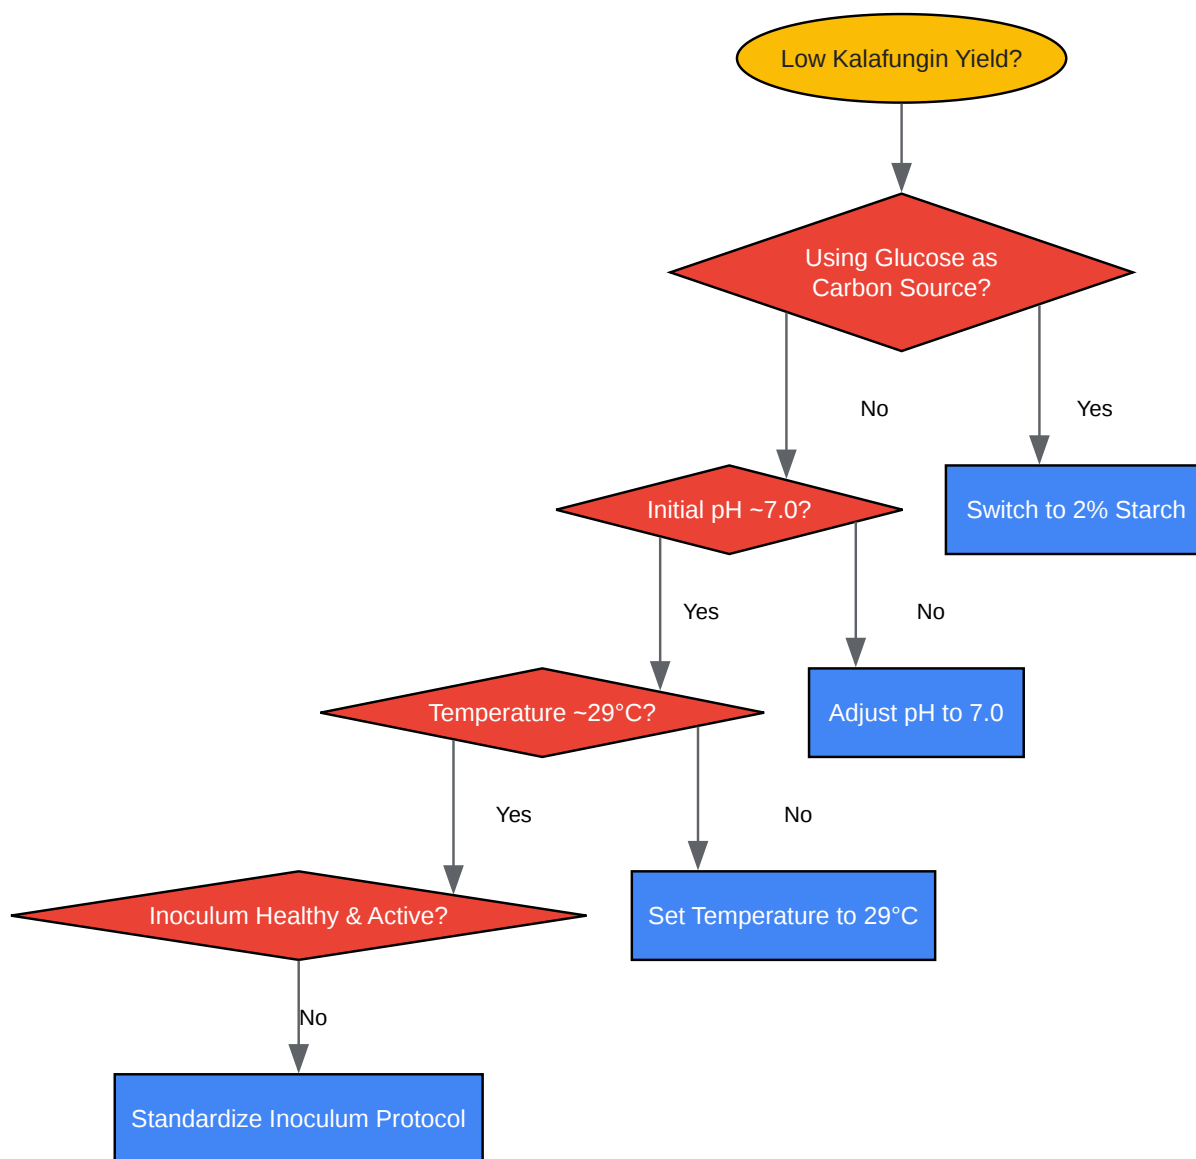 Low Kalafungin Yield?
Using Glucose as
Carbon Source?
No
Yes
Initial pH ~7.0?
Switch to 2% Starch
Yes
No
Temperature ~29°C?
Adjust pH to 7.0
Yes
No
Inoculum Healthy & Active?
Set Temperature to 29°C
No
Standardize Inoculum Protocol